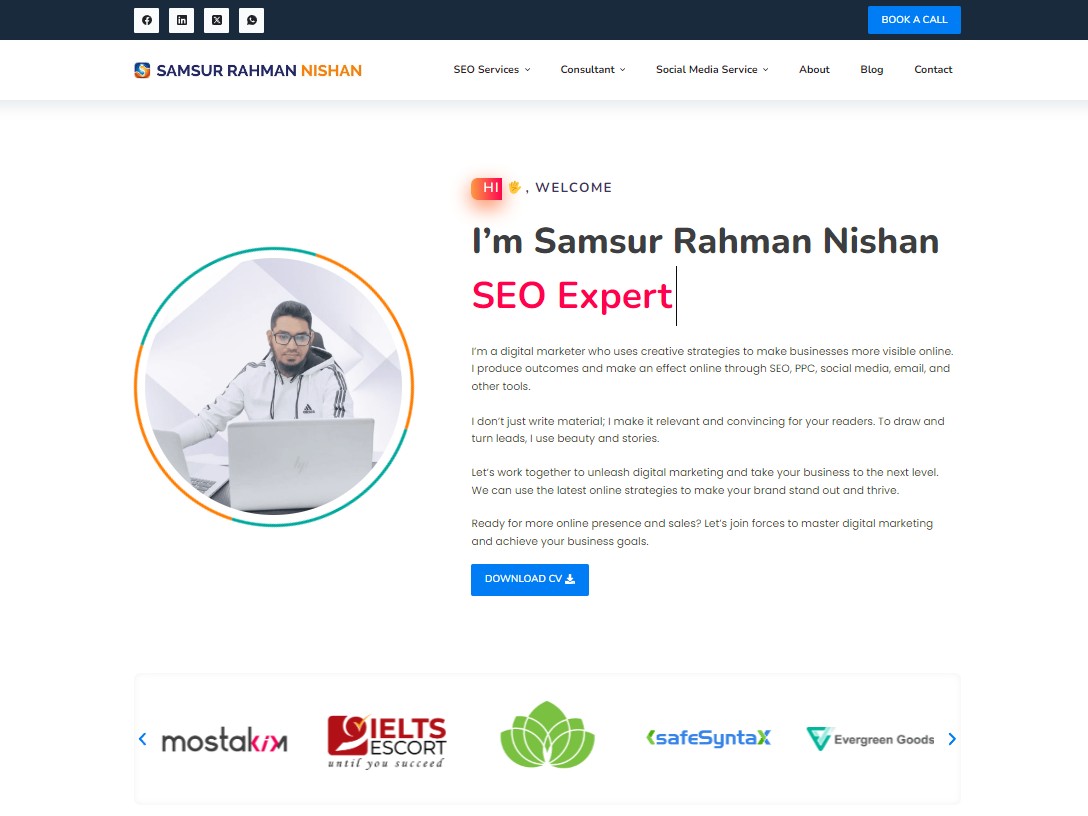 BOOK A CALL
SAMSUR RAHMAN NISHAN
SEO Services
Consultant
Social Media Service
About
Blog
Contact
HI 🖐, WELCOME
I’m Samsur Rahman Nishan
SEO Expert
I’m a digital marketer who uses creative strategies to make businesses more visible online.
I produce outcomes and make an effect online through SEO, PPC, social media, email, and
other tools.
I don’t just write material; I make it relevant and convincing for your readers. To draw and
turn leads, I use beauty and stories.
Let’s work together to unleash digital marketing and take your business to the next level.
We can use the latest online strategies to make your brand stand out and thrive.
Ready for more online presence and sales? Let’s join forces to master digital marketing
and achieve your business goals.
DOWNLOAD CV
mostakim
IELTS
ESCORT
until you succeed
safeSyntaX
Evergreen Goods